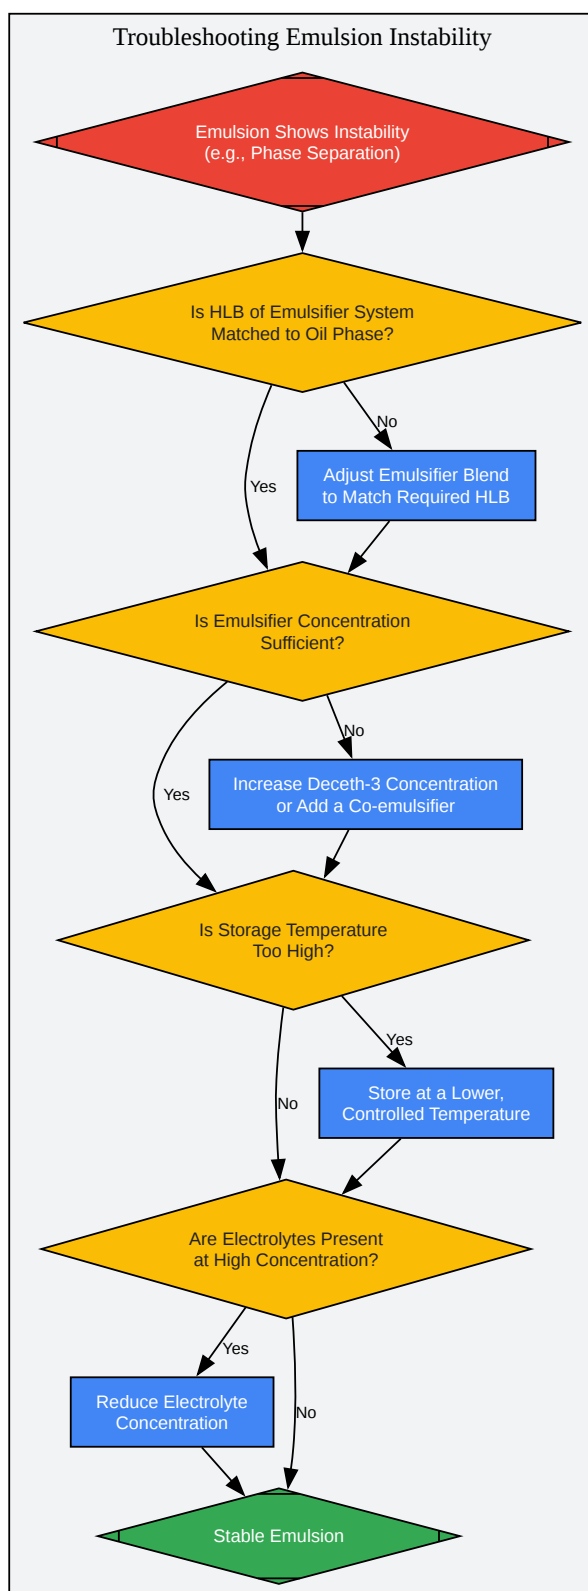 Troubleshooting Emulsion Instability
Emulsion Shows Instability
(e.g., Phase Separation)
Is HLB of Emulsifier System
Matched to Oil Phase?
No
Adjust Emulsifier Blend
to Match Required HLB
Yes
Is Emulsifier Concentration
Sufficient?
No
Increase Deceth-3 Concentration
or Add a Co-emulsifier
Yes
Is Storage Temperature
Too High?
Yes
Store at a Lower,
Controlled Temperature
No
Are Electrolytes Present
at High Concentration?
Yes
Reduce Electrolyte
Concentration
No
Stable Emulsion